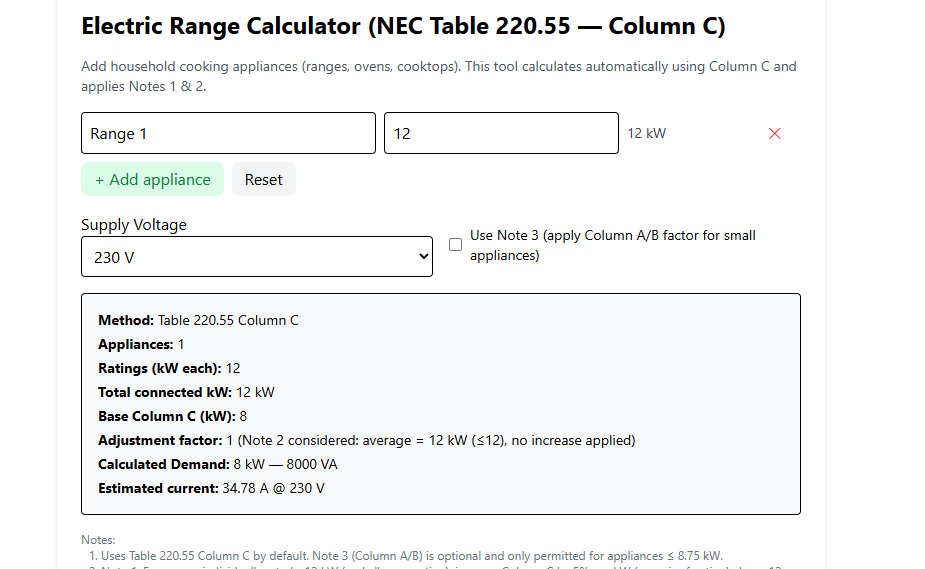 Electric Range Calculator (NEC Table 220.55 — Column C)
Add household cooking appliances (ranges, ovens, cooktops). This tool calculates automatically using Column C and
applies Notes 1 & 2.
Range 1 12 12 kW ×
+ Add appliance Reset
Supply Voltage
230 V
Use Note 3 (apply Column A/B factor for small
appliances)
Method: Table 220.55 Column C
Appliances: 1
Ratings (kW each): 12
Total connected kW: 12 kW
Base Column C (kW): 8
Adjustment factor: 1 (Note 2 considered: average = 12 kW (≤12), no increase applied)
Calculated Demand: 8 kW — 8000 VA
Estimated current: 34.78 A @ 230 V
Notes:
1. Uses Table 220.55 Column C by default. Note 3 (Column A/B) is optional and only permitted for appliances ≤ 8.75 kW.